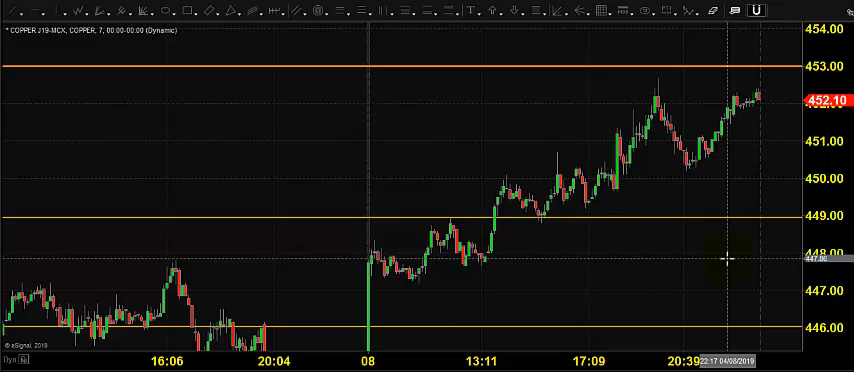 454.00
* COPPER J19-MCX, COPPER, 7, 00:00-00:00 (Dynamic)
453.00
452.10
451.00
450.00
449.00
448.00
447.86
447.00
446.00
© eSignal, 2019
Dyn
16:06 20:04 08 13:11 17:09 20:39 22:17 04/08/2019